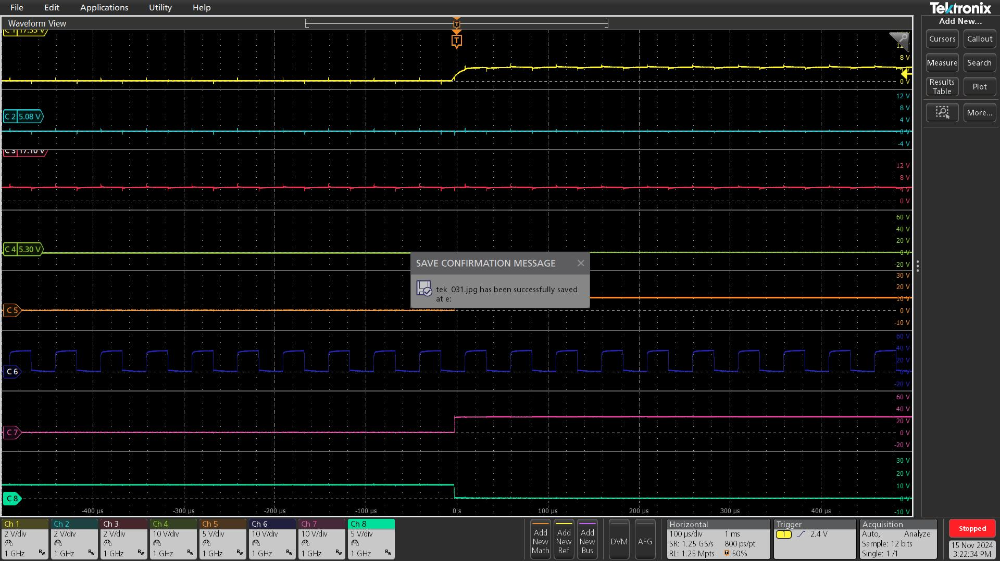 File Edit Applications Utility Help
Tektronix
Waveform View
Add New...
Cursors Callout
Measure Search
Results Table Plot
More...
C 1 17.33 V
T
T
12
8 V
4 V
0 V
C 2 5.08 V
12 V
8 V
4 V
0 V
-4 V
C 3 17.10 V
12 V
8 V
4 V
0 V
C 4 5.30 V
60 V
40 V
20 V
0 V
-20 V
SAVE CONFIRMATION MESSAGE
tek_031.jpg has been successfully saved
at e:
C 5
30 V
20 V
10 V
0 V
-10 V
C 6
60 V
40 V
20 V
0 V
-20 V
C 7
60 V
40 V
20 V
0 V
-20 V
C 8
30 V
20 V
10 V
0 V
-10 V
-400 µs -300 µs -200 µs -100 µs 0 s 100 µs 200 µs 300 µs 400 µs
Ch 1
2 V/div
1 GHz Bw
Ch 2
2 V/div
1 GHz Bw
Ch 3
2 V/div
1 GHz Bw
Ch 4
10 V/div
1 GHz Bw
Ch 5
5 V/div
1 GHz Bw
Ch 6
10 V/div
1 GHz Bw
Ch 7
10 V/div
1 GHz Bw
Ch 8
5 V/div
1 GHz Bw
Add
New
Math
Add
New
Ref
Add
New
Bus
DVM
AFG
Horizontal
100 µs/div 1 ms
SR: 1.25 GS/s 800 ps/pt
RL: 1.25 Mpts T 50%
Trigger
1 2.4 V
Acquisition
Auto, Analyze
Sample: 12 bits
Single: 1 /1
Stopped
15 Nov 2024
3:22:34 PM